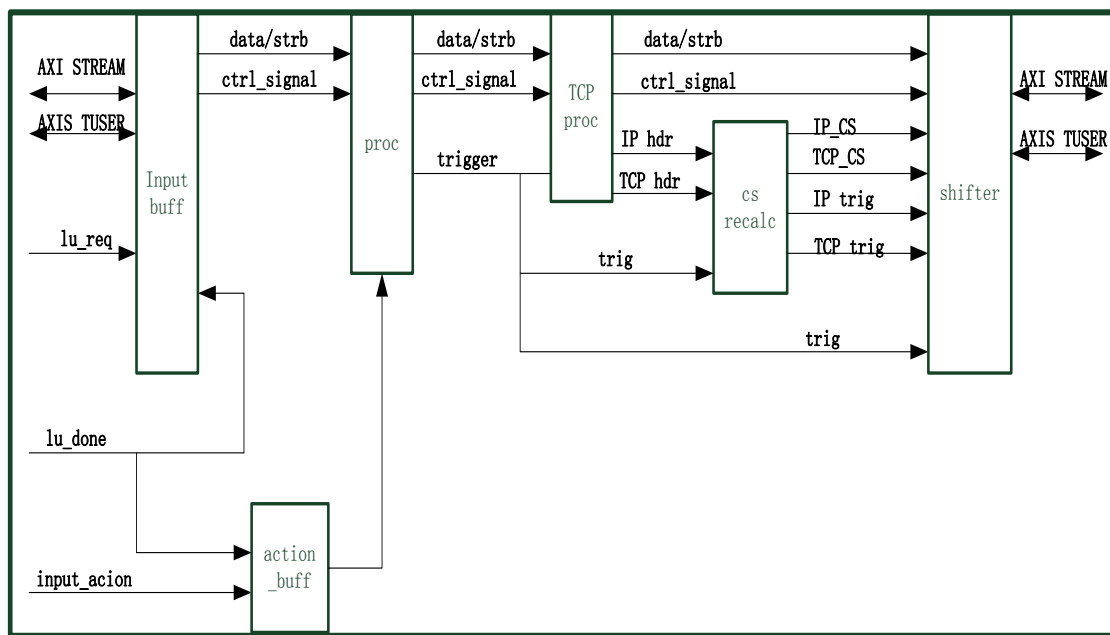 data/strb
data/strb
data/strb
AXI STREAM
ctrl_signal
ctrl_signal
TCP
proc
ctrl_signal
AXI STREAM
AXIS TUSER
proc
IP hdr
IP_CS
AXIS TUSER
Input
buff
trigger
TCP hdr
cs
recalc
TCP_CS
shifter
IP trig
lu_req
trig
TCP trig
trig
lu_done
action
_buff
input_acion